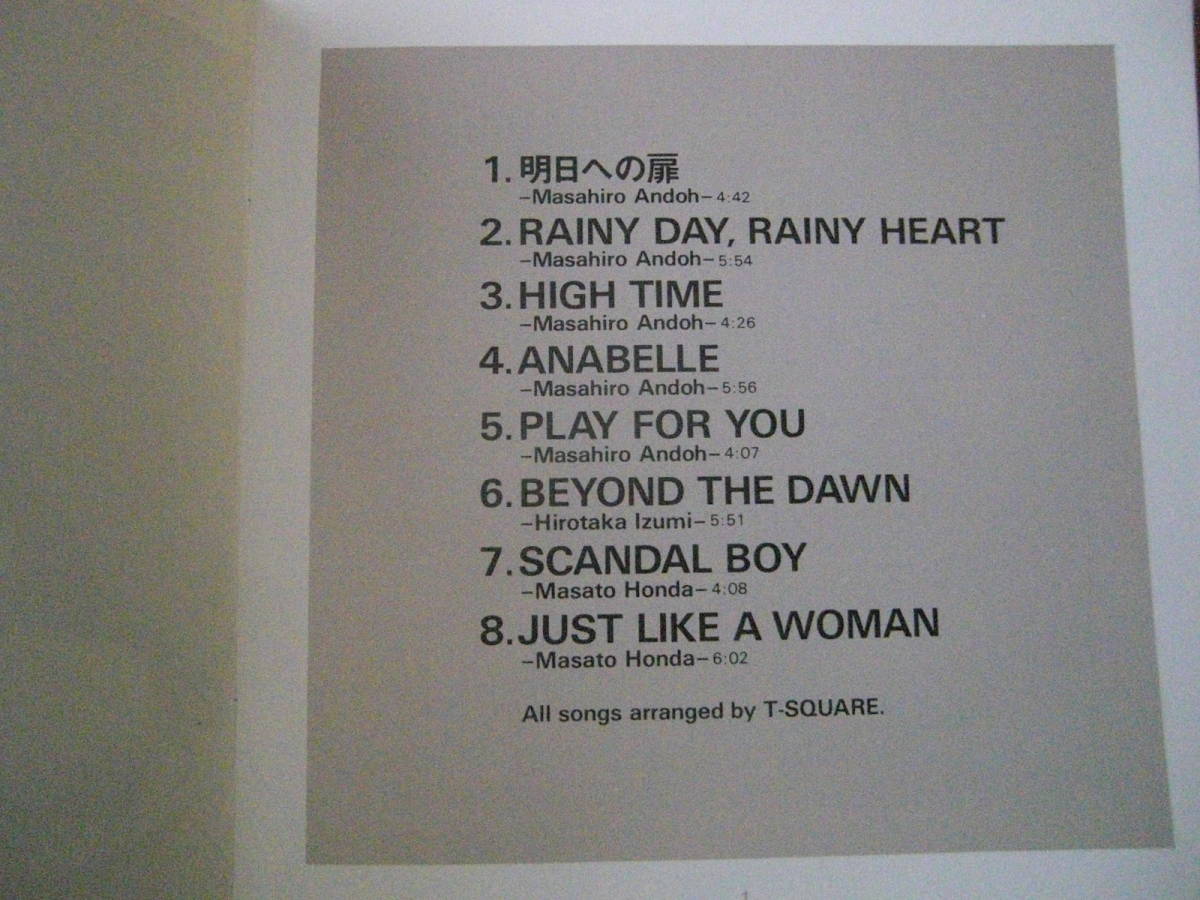 1. 明日への扉
–Masahiro Andoh– 4:42
2. RAINY DAY, RAINY HEART
–Masahiro Andoh– 5:54
3. HIGH TIME
–Masahiro Andoh– 4:26
4. ANABELLE
–Masahiro Andoh– 5:56
5. PLAY FOR YOU
–Masahiro Andoh– 4:07
6. BEYOND THE DAWN
–Hirotaka Izumi– 5:51
7. SCANDAL BOY
–Masato Honda– 4:08
8. JUST LIKE A WOMAN
–Masato Honda– 6:02
All songs arranged by T-SQUARE.